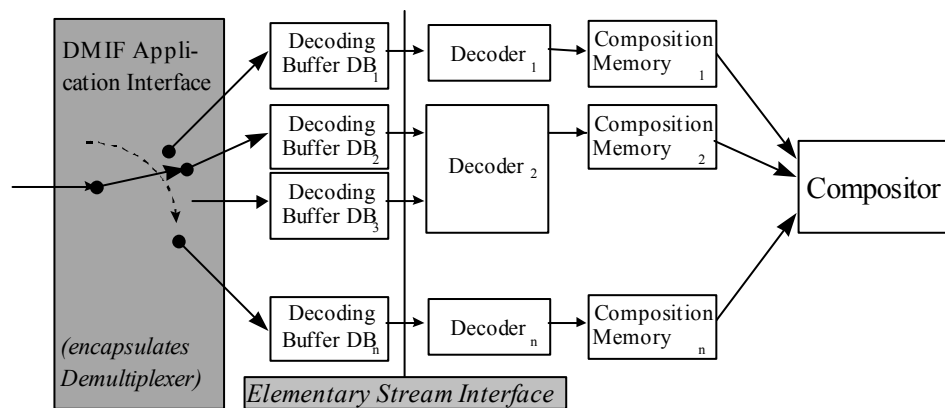 DMIF Appli-
cation Interface
(encapsulates
Demultiplexer)
Decoding
Buffer DB1
Decoding
Buffer DB2
Decoding
Buffer DB3
Decoding
Buffer DBn
Elementary Stream Interface
Decoder 1
Decoder 2
Decoder n
Composition
Memory 1
Composition
Memory 2
Composition
Memory n
Compositor